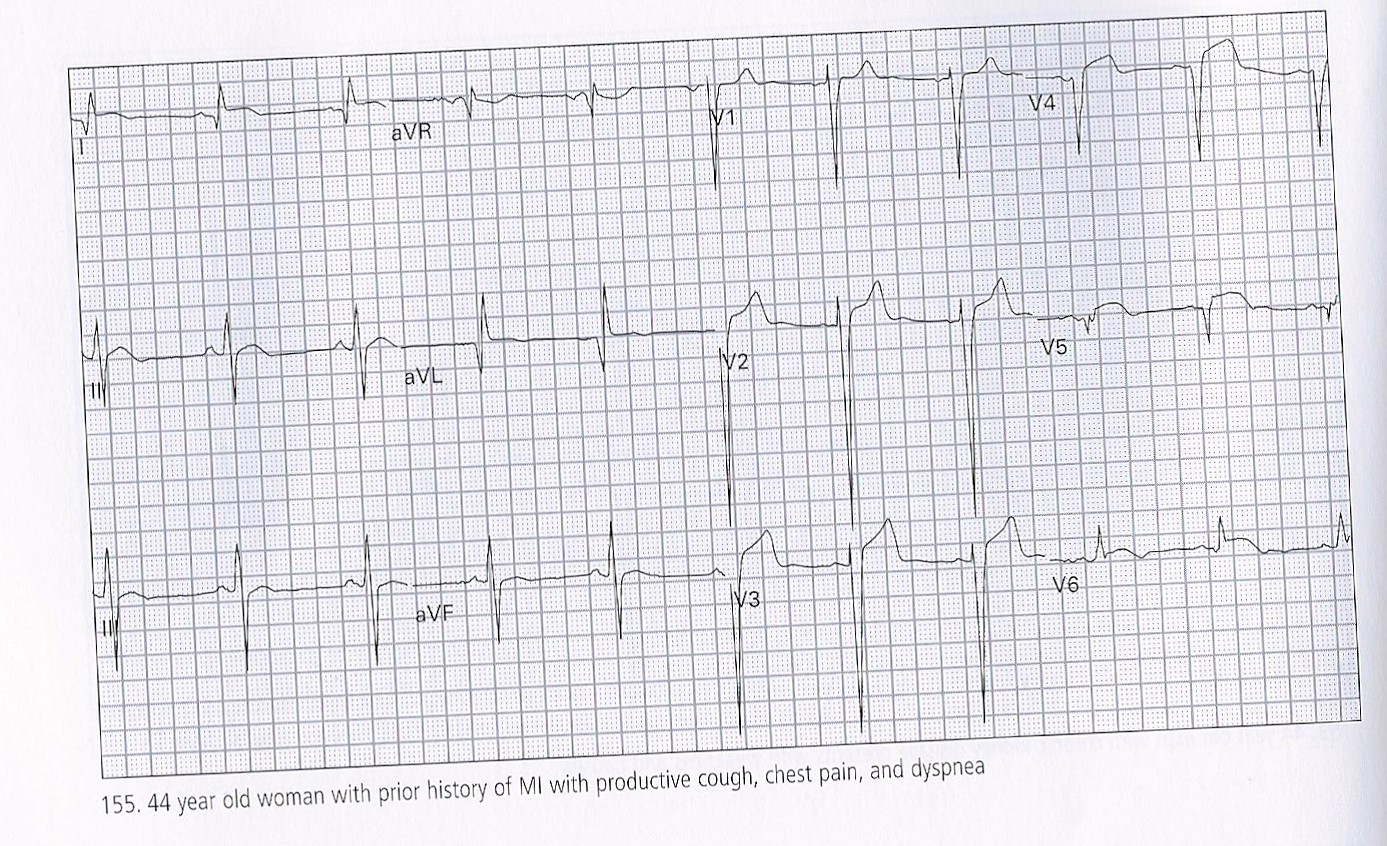 I
aVR
V1
V4
II
aVL
V2
V5
III
aVF
V3
V6
155. 44 year old woman with prior history of MI with productive cough, chest pain, and dyspnea